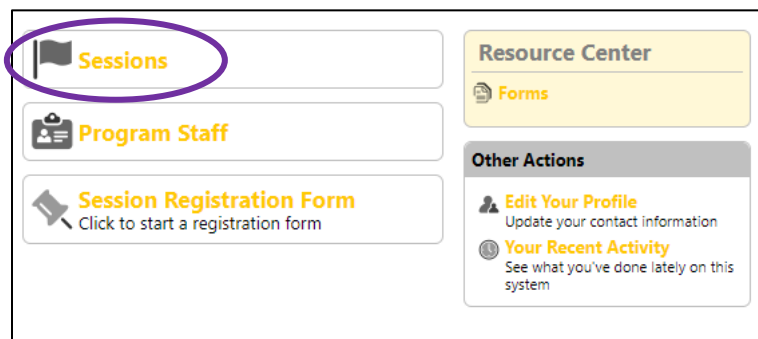 Sessions
Program Staff
Session Registration Form
Click to start a registration form
Resource Center
Forms
Other Actions
Edit Your Profile
Update your contact information
Your Recent Activity
See what you've done lately on this
system